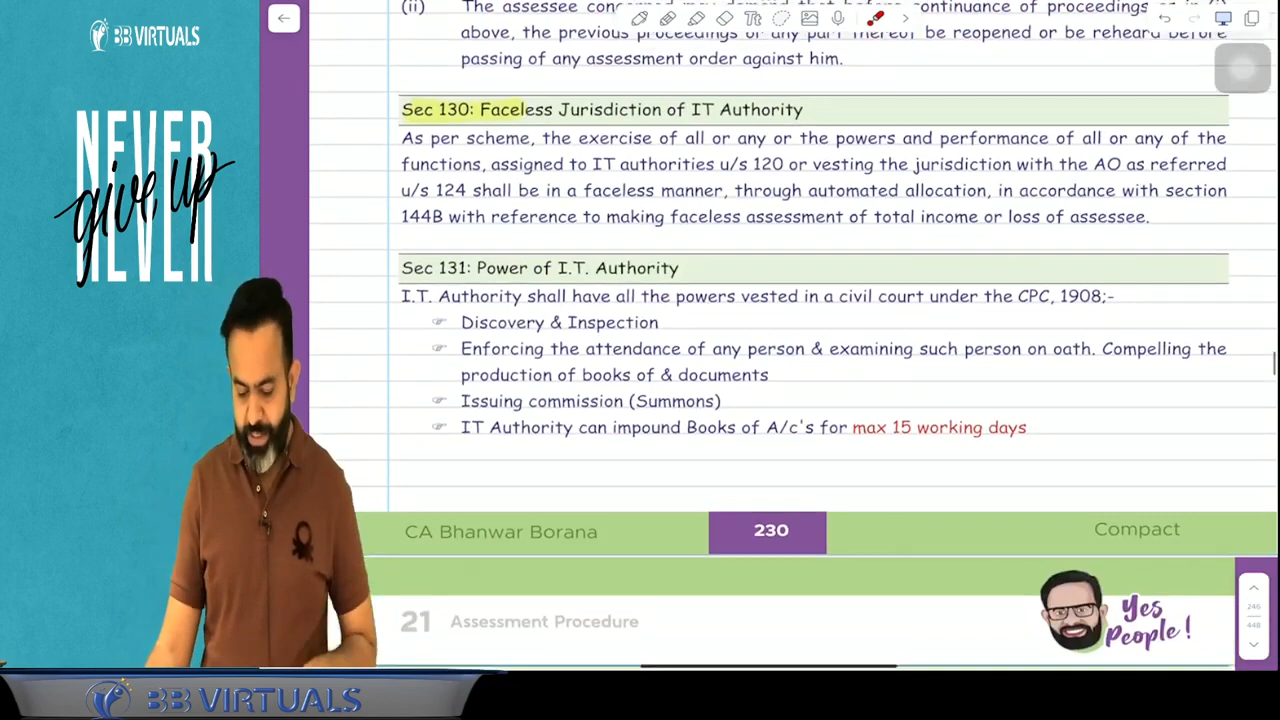 BB VIRTUALS
NEVER
give up
NEVER
(ii) The assessee concerned may demand that before continuance of proceedings as in (i)
above, the previous proceedings or any part thereof be reopened or be reheard before
passing of any assessment order against him.
Sec 130: Faceless Jurisdiction of IT Authority
As per scheme, the exercise of all or any or the powers and performance of all or any of the
functions, assigned to IT authorities u/s 120 or vesting the jurisdiction with the AO as referred
u/s 124 shall be in a faceless manner, through automated allocation, in accordance with section
144B with reference to making faceless assessment of total income or loss of assessee.
Sec 131: Power of I.T. Authority
I.T. Authority shall have all the powers vested in a civil court under the CPC, 1908;-
☞ Discovery & Inspection
☞ Enforcing the attendance of any person & examining such person on oath. Compelling the
production of books of & documents
☞ Issuing commission (Summons)
☞ IT Authority can impound Books of A/c's for max 15 working days
CA Bhanwar Borana 230 Compact
21 Assessment Procedure
Yes
People!
246
448
BB VIRTUALS